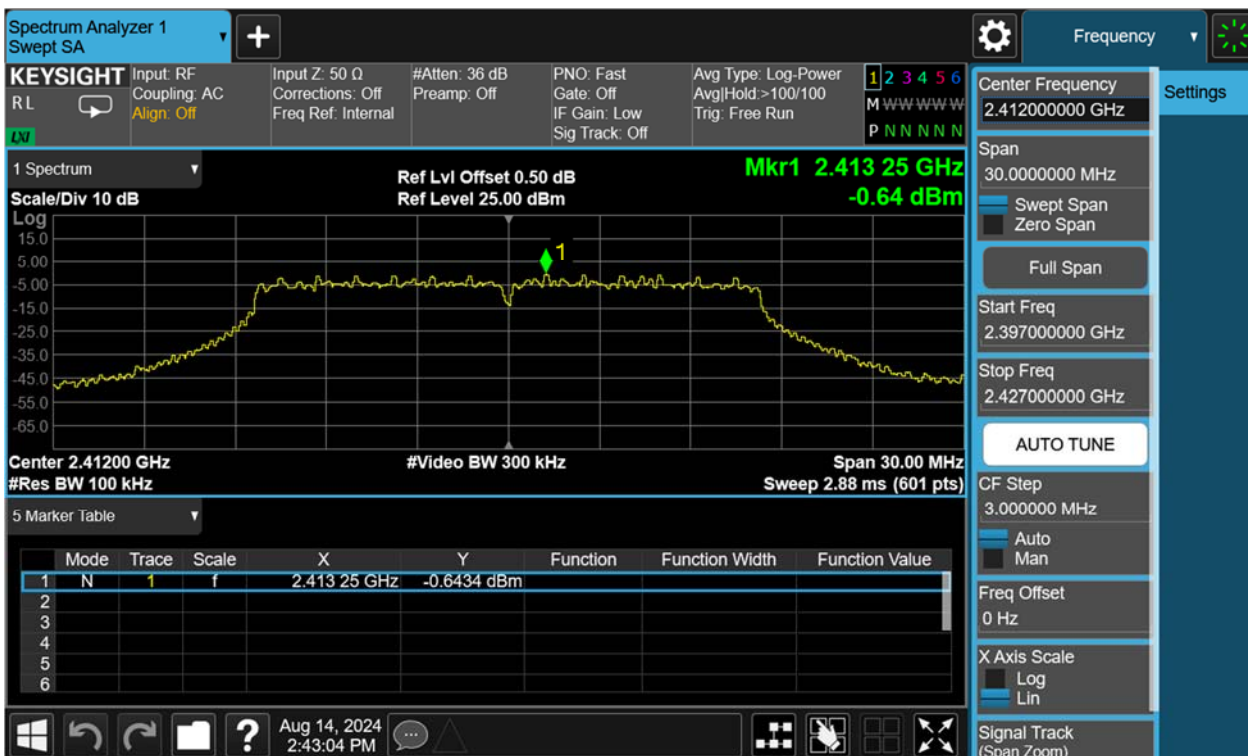 Spectrum Analyzer 1
Swept SA
Frequency
KEYSIGHT
R L
LXI
Input: RF
Coupling: AC
Align: Off
Input Z: 50 Ω
Corrections: Off
Freq Ref: Internal
#Atten: 36 dB
Preamp: Off
PNO: Fast
Gate: Off
IF Gain: Low
Sig Track: Off
Avg Type: Log-Power
Avg|Hold:>100/100
Trig: Free Run
1 2 3 4 5 6
M W W W W W
P N N N N N
1 Spectrum
Scale/Div 10 dB
Ref Lvl Offset 0.50 dB
Ref Level 25.00 dBm
Mkr1 2.413 25 GHz
-0.64 dBm
Log
15.0
5.00
-5.00
-15.0
-25.0
-35.0
-45.0
-55.0
-65.0
1
Center 2.41200 GHz
#Video BW 300 kHz
Span 30.00 MHz
#Res BW 100 kHz
Sweep 2.88 ms (601 pts)
5 Marker Table
Mode Trace Scale X Y Function Function Width Function Value
1 N 1 f 2.413 25 GHz -0.6434 dBm
2
3
4
5
6
Aug 14, 2024
2:43:04 PM
Center Frequency
2.412000000 GHz
Span
30.0000000 MHz
Swept Span
Zero Span
Full Span
Start Freq
2.397000000 GHz
Stop Freq
2.427000000 GHz
AUTO TUNE
CF Step
3.000000 MHz
Auto
Man
Freq Offset
0 Hz
X Axis Scale
Log
Lin
Signal Track
(Span Zoom)
Settings